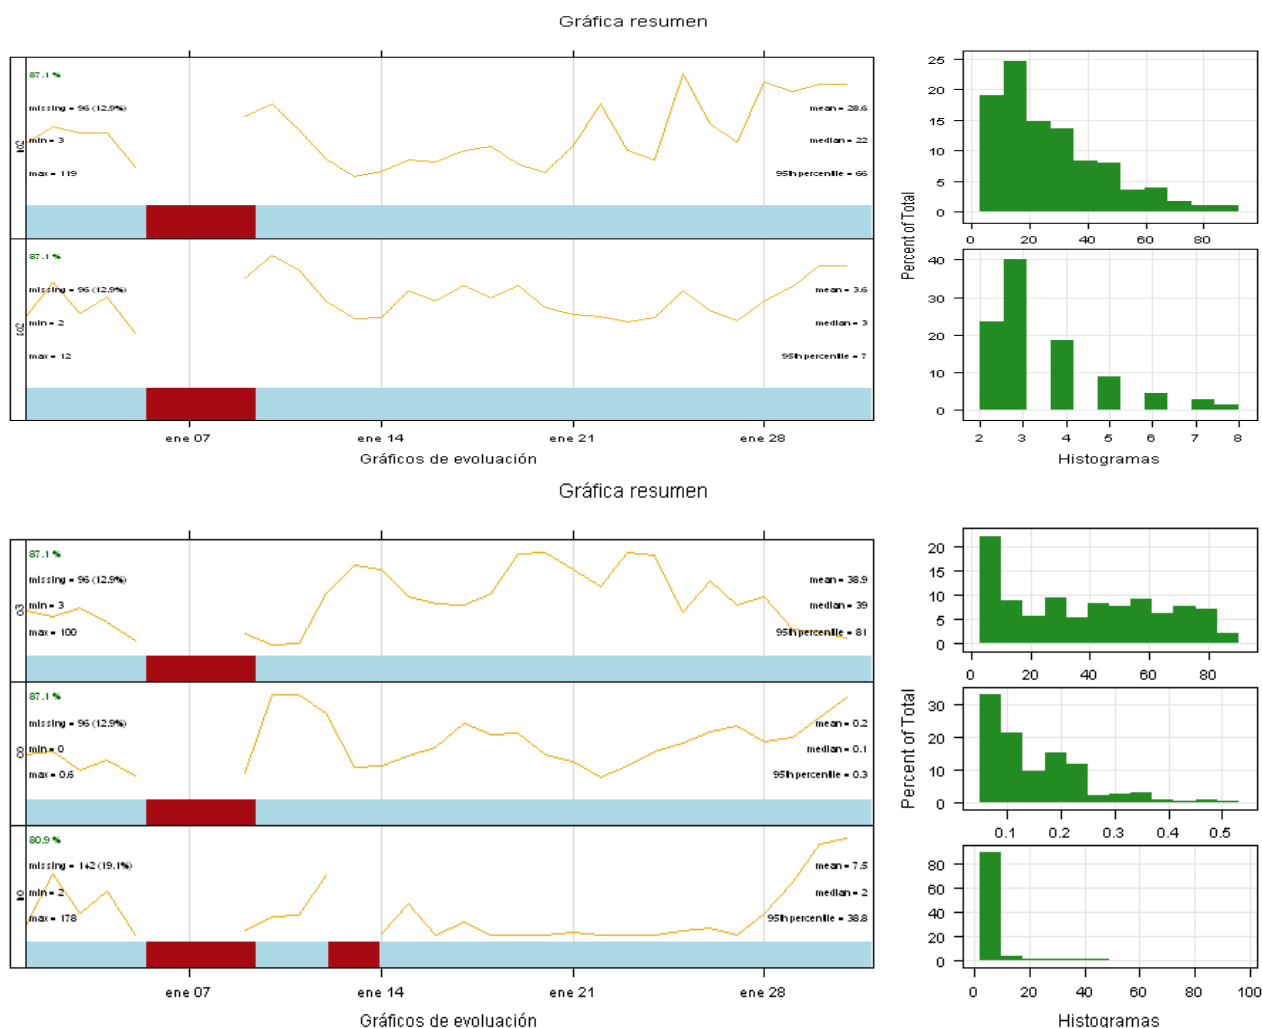 Gráfica resumen
87.1 %
missing = 96 (12.9%)
min = 3
max = 119
mean = 28.6
median = 22
95th percentile = 66
no2
87.1 %
missing = 96 (12.9%)
min = 2
max = 12
mean = 3.6
median = 3
95th percentile = 7
so2
ene 07 ene 14 ene 21 ene 28
Gráficos de evoluación
25
20
15
10
5
0
0 20 40 60 80
Percent of Total
40
30
20
10
0
2 3 4 5 6 7 8
Histogramas
Gráfica resumen
87.1 %
missing = 96 (12.9%)
min = 3
max = 100
mean = 38.9
median = 39
95th percentile = 81
o3
87.1 %
missing = 96 (12.9%)
min = 0
max = 0.6
mean = 0.2
median = 0.1
95th percentile = 0.3
co
80.9 %
missing = 142 (19.1%)
min = 2
max = 178
mean = 7.5
median = 2
95th percentile = 38.8
no
ene 07 ene 14 ene 21 ene 28
Gráficos de evoluación
20
15
10
5
0
0 20 40 60 80
Percent of Total
30
20
10
0
0.1 0.2 0.3 0.4 0.5
80
60
40
20
0
0 20 40 60 80 100
Histogramas